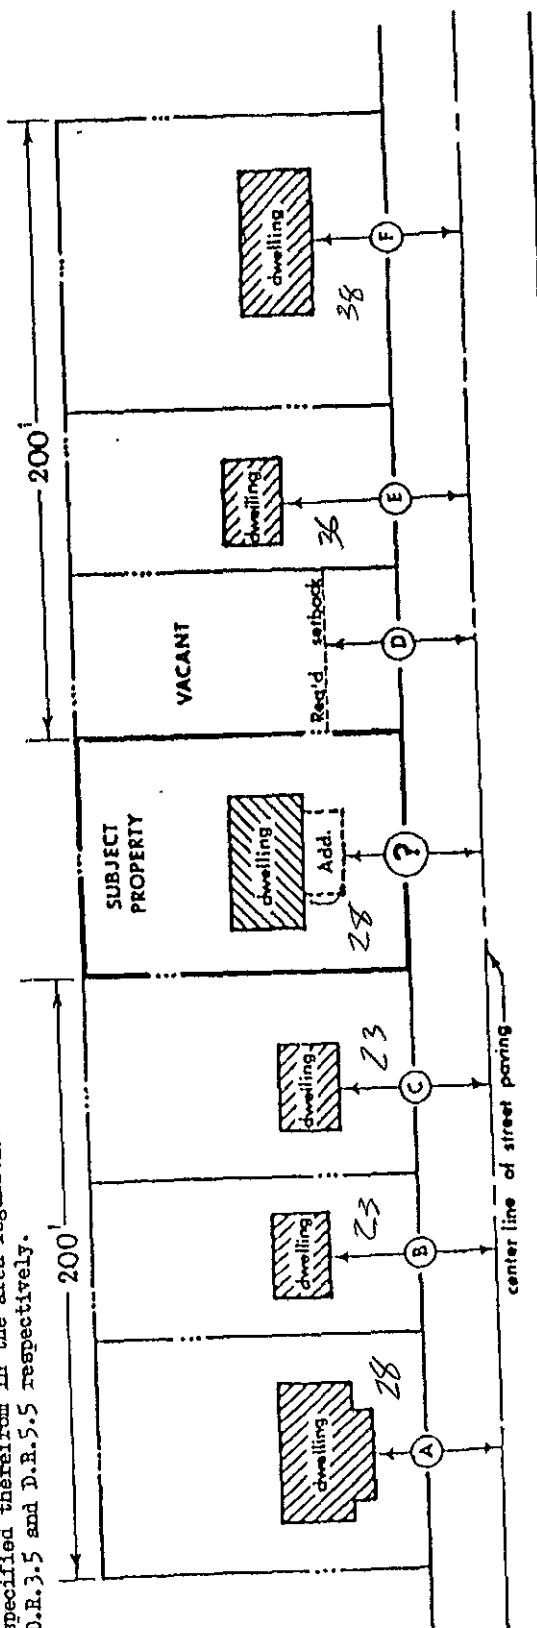 specified therefrom in the area
D.R.3.5 and D.R.5.5 respectively.
200'
200'
SUBJECT
PROPERTY
VACANT
dwelling
dwelling
dwelling
dwelling
Add.
Req'd setback
dwelling
dwelling
28
23
23
28
36
38
A
B
C
?
D
E
F
center line of street paving